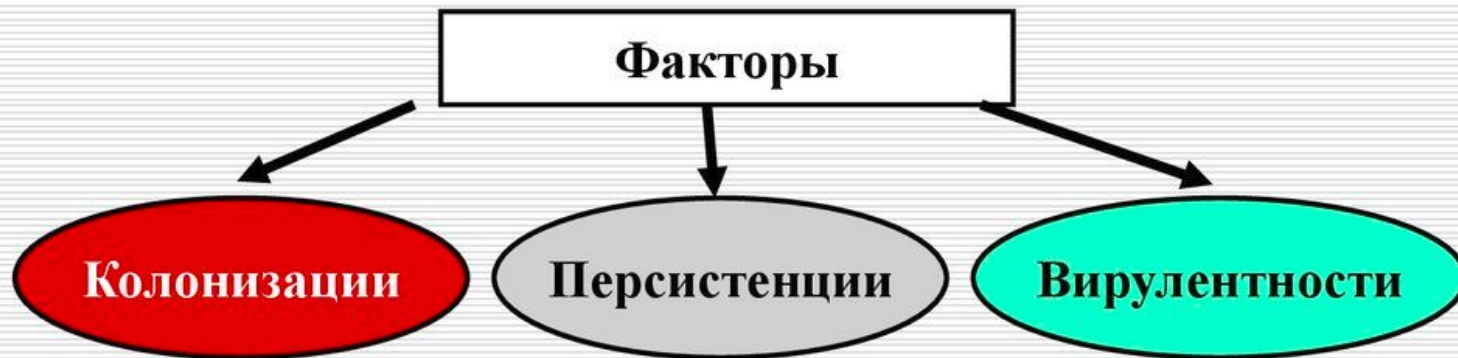 Факторы
Колонизации
Персистенции
Вирулентности